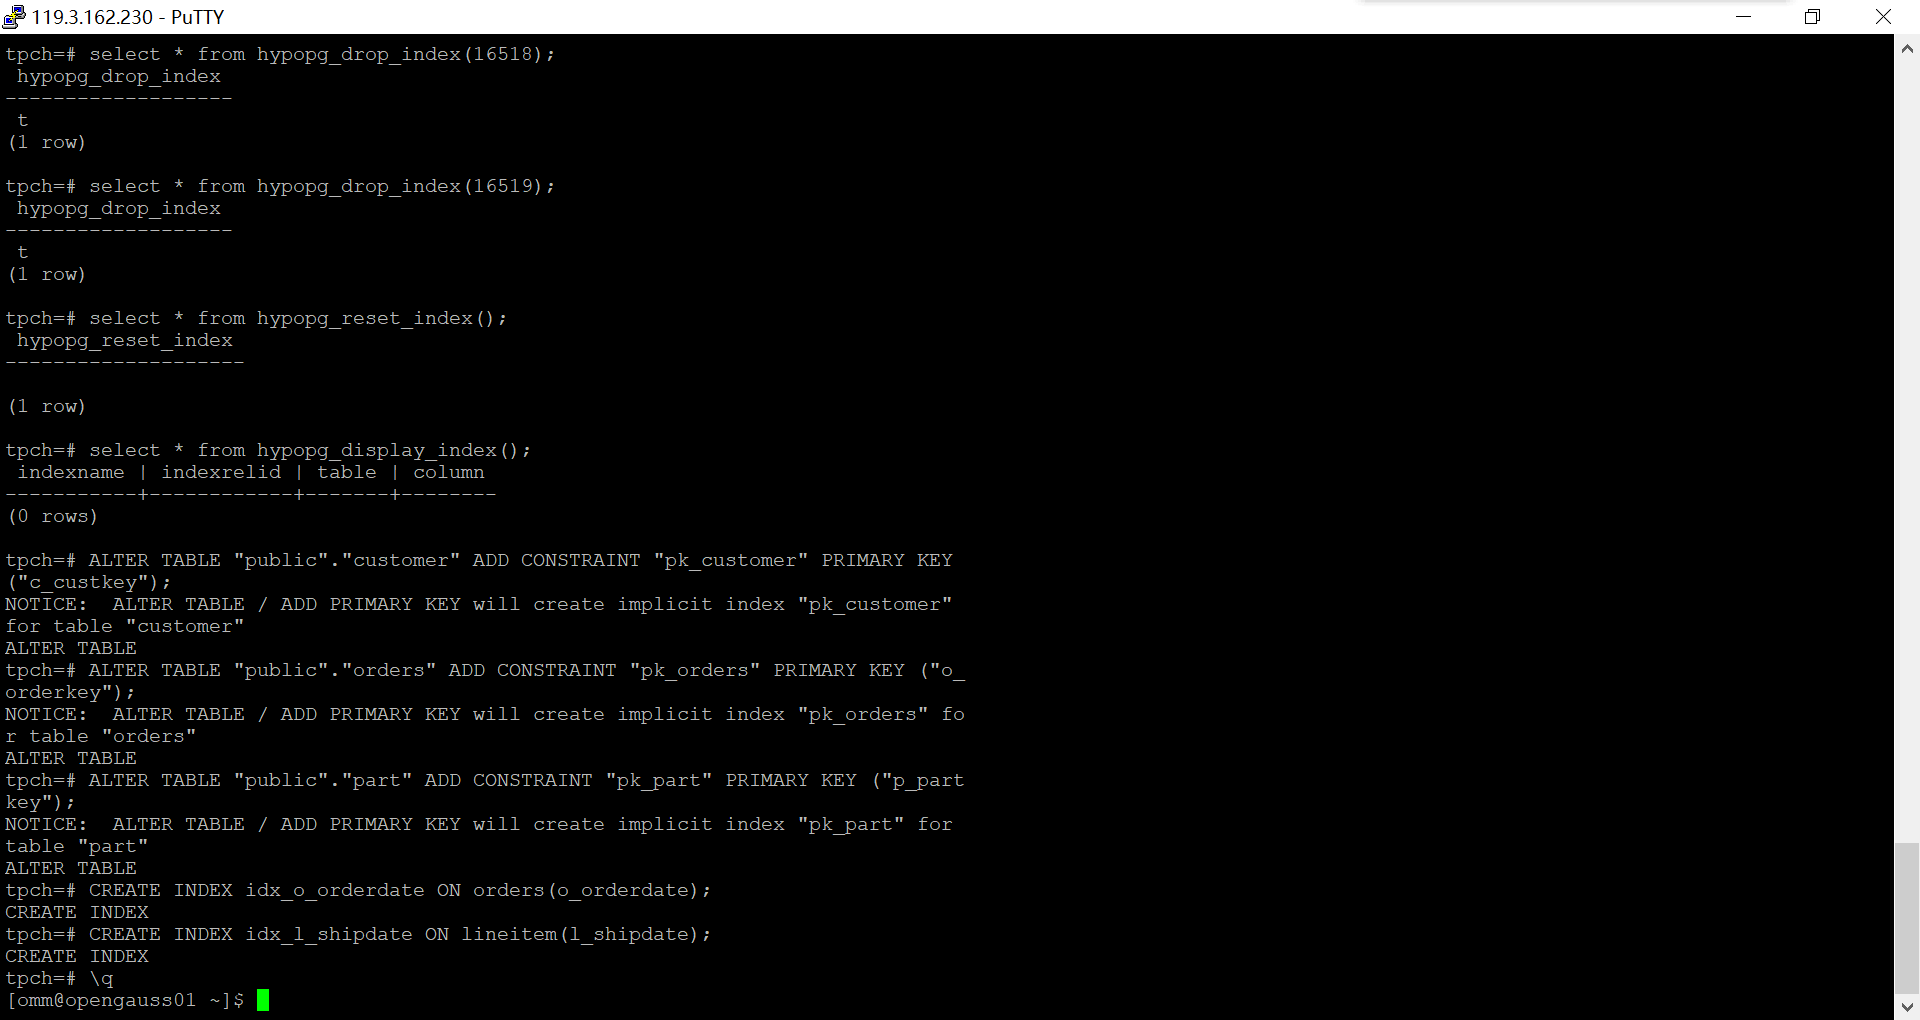 119.3.162.230 - PuTTY
tpch=# select * from hypopg_drop_index(16518);
 hypopg_drop_index
-------------------
 t
(1 row)

tpch=# select * from hypopg_drop_index(16519);
 hypopg_drop_index
-------------------
 t
(1 row)

tpch=# select * from hypopg_reset_index();
 hypopg_reset_index
--------------------

(1 row)

tpch=# select * from hypopg_display_index();
 indexname | indexrelid | table | column
-----------+------------+-------+--------
(0 rows)

tpch=# ALTER TABLE "public"."customer" ADD CONSTRAINT "pk_customer" PRIMARY KEY
("c_custkey");
NOTICE:  ALTER TABLE / ADD PRIMARY KEY will create implicit index "pk_customer"
for table "customer"
ALTER TABLE
tpch=# ALTER TABLE "public"."orders" ADD CONSTRAINT "pk_orders" PRIMARY KEY ("o_
orderkey");
NOTICE:  ALTER TABLE / ADD PRIMARY KEY will create implicit index "pk_orders" fo
r table "orders"
ALTER TABLE
tpch=# ALTER TABLE "public"."part" ADD CONSTRAINT "pk_part" PRIMARY KEY ("p_part
key");
NOTICE:  ALTER TABLE / ADD PRIMARY KEY will create implicit index "pk_part" for
table "part"
ALTER TABLE
tpch=# CREATE INDEX idx_o_orderdate ON orders(o_orderdate);
CREATE INDEX
tpch=# CREATE INDEX idx_l_shipdate ON lineitem(l_shipdate);
CREATE INDEX
tpch=# \q
[omm@opengauss01 ~]$